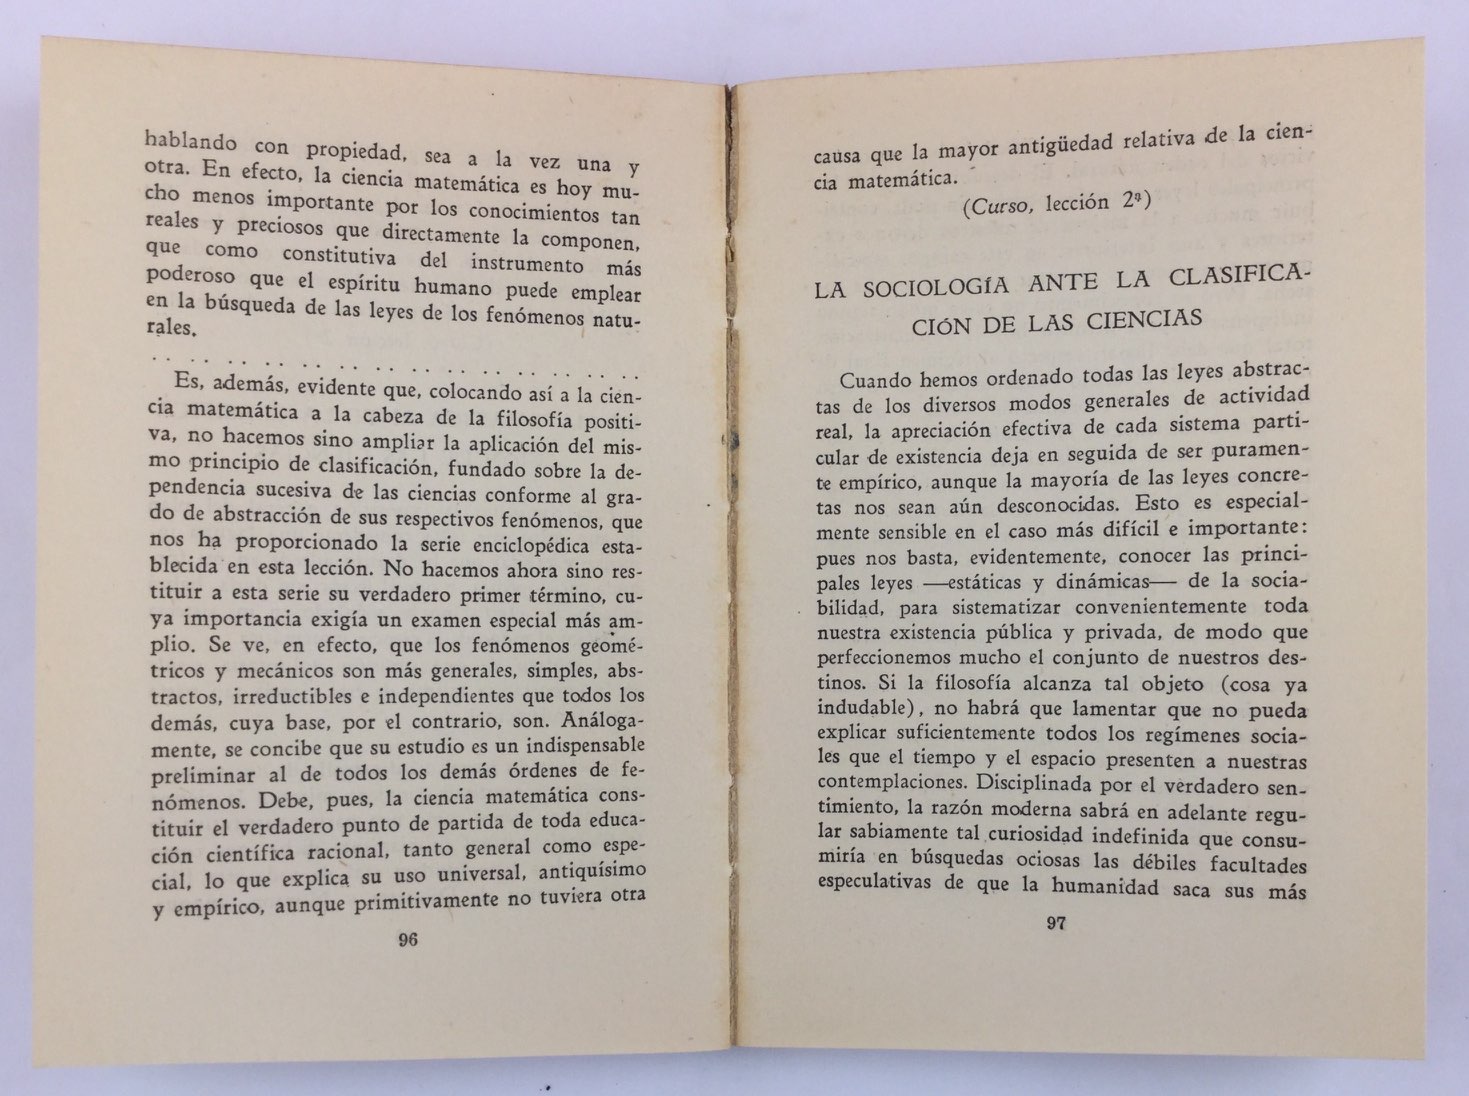 hablando con propiedad, sea a la vez una y
otra. En efecto, la ciencia matemática es hoy mu-
cho menos importante por los conocimientos tan
reales y preciosos que directamente la componen,
que como constitutiva del instrumento más
poderoso que el espíritu humano puede emplear
en la búsqueda de las leyes de los fenómenos natu-
rales.
. . . . . . . . . . . . . . . . . . . .
Es, además, evidente que, colocando así a la cien-
cia matemática a la cabeza de la filosofía positi-
va, no hacemos sino ampliar la aplicación del mis-
mo principio de clasificación, fundado sobre la de-
pendencia sucesiva de las ciencias conforme al gra-
do de abstracción de sus respectivos fenómenos, que
nos ha proporcionado la serie enciclopédica esta-
blecida en esta lección. No hacemos ahora sino res-
tituir a esta serie su verdadero primer término, cu-
ya importancia exigía un examen especial más am-
plio. Se ve, en efecto, que los fenómenos geomé-
tricos y mecánicos son más generales, simples, abs-
tractos, irreductibles e independientes que todos los
demás, cuya base, por el contrario, son. Análoga-
mente, se concibe que su estudio es un indispensable
preliminar al de todos los demás órdenes de fe-
nómenos. Debe, pues, la ciencia matemática cons-
tituir el verdadero punto de partida de toda educa-
ción científica racional, tanto general como espe-
cial, lo que explica su uso universal, antiquísimo
y empírico, aunque primitivamente no tuviera otra
96
causa que la mayor antigüedad relativa de la cien-
cia matemática.
(Curso, lección 2ª)
LA SOCIOLOGÍA ANTE LA CLASIFICA-
CIÓN DE LAS CIENCIAS
Cuando hemos ordenado todas las leyes abstrac-
tas de los diversos modos generales de actividad
real, la apreciación efectiva de cada sistema parti-
cular de existencia deja en seguida de ser puramen-
te empírico, aunque la mayoría de las leyes concre-
tas nos sean aún desconocidas. Esto es especial-
mente sensible en el caso más difícil e importante:
pues nos basta, evidentemente, conocer las princi-
pales leyes —estáticas y dinámicas— de la socia-
bilidad, para sistematizar convenientemente toda
nuestra existencia pública y privada, de modo que
perfeccionemos mucho el conjunto de nuestros des-
tinos. Si la filosofía alcanza tal objeto (cosa ya
indudable), no habrá que lamentar que no pueda
explicar suficientemente todos los regímenes socia-
les que el tiempo y el espacio presenten a nuestras
contemplaciones. Disciplinada por el verdadero sen-
timiento, la razón moderna sabrá en adelante regu-
lar sabiamente tal curiosidad indefinida que consu-
miría en búsquedas ociosas las débiles facultades
especulativas de que la humanidad saca sus más
97